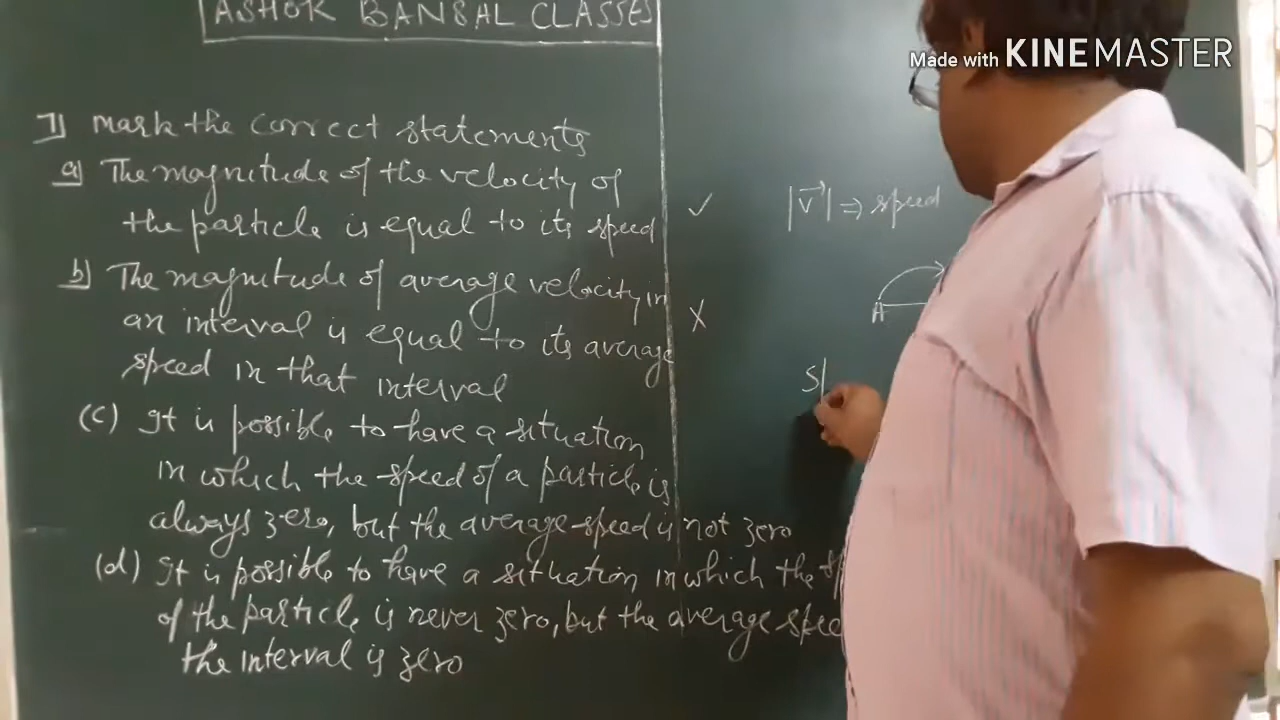 ASHOK BANSAL CLASSES
Made with KINEMASTER
7) Mark the correct statements
a) The magnitude of the velocity of
the particle is equal to its speed ✓
|v⃗| ⇒ speed
b) The magnitude of average velocity in
an interval is equal to its average X
speed in that interval
A
(c) It is possible to have a situation
in which the speed of a particle is
always zero, but the average speed is not zero
(d) It is possible to have a situation in which the
of the particle is never zero, but the average
the interval is zero